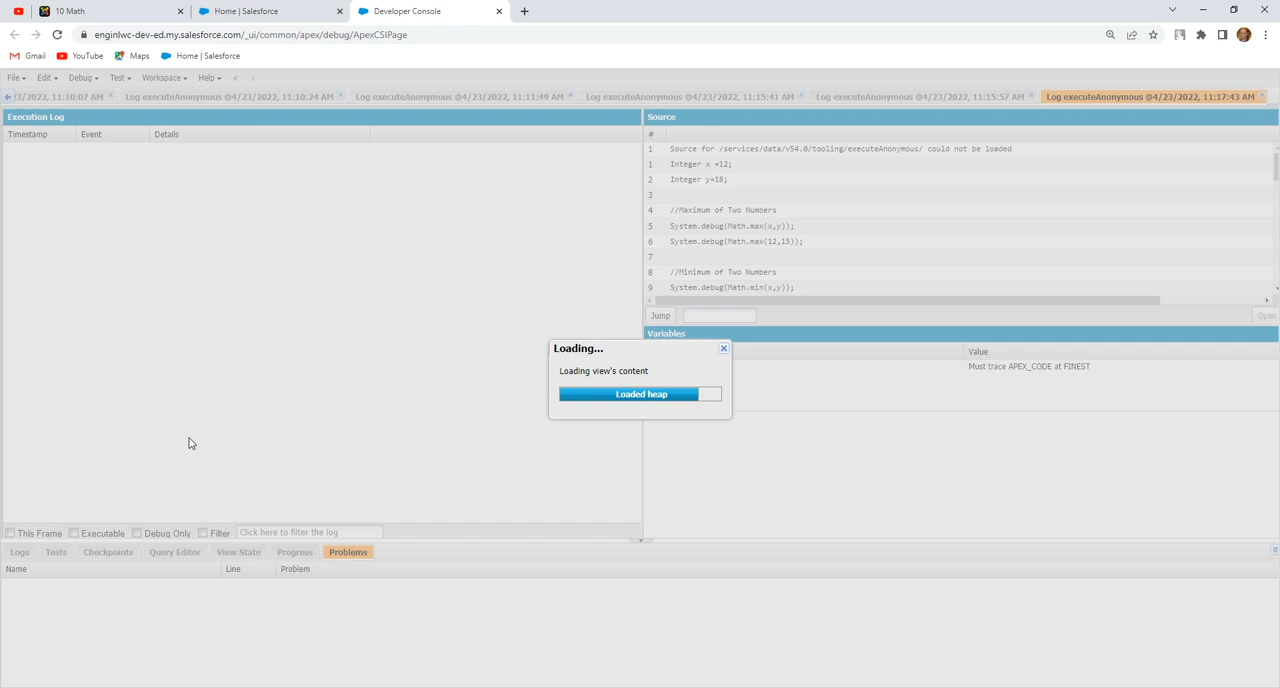 10 Math
Home | Salesforce
Developer Console
enginlwc-dev-ed.my.salesforce.com/_ui/common/apex/debug/ApexCSIPage
Gmail
YouTube
Maps
Home | Salesforce
File
Edit
Debug
Test
Workspace
Help
<
>
23/2022, 11:10:07 AM
Log executeAnonymous @4/23/2022, 11:10:24 AM
Log executeAnonymous @4/23/2022, 11:11:49 AM
Log executeAnonymous @4/23/2022, 11:15:41 AM
Log executeAnonymous @4/23/2022, 11:15:57 AM
Log executeAnonymous @4/23/2022, 11:17:43 AM
Execution Log
Timestamp
Event
Details
Source
#
1 Source for /services/data/v54.0/tooling/executeAnonymous/ could not be loaded
1 Integer x =12;
2 Integer y=18;
3
4 //Maximum of Two Numbers
5 System.debug(Math.max(x,y));
6 System.debug(Math.max(12,15));
7
8 //Minimum of Two Numbers
9 System.debug(Math.min(x,y));
Jump
Open
Variables
Value
Must trace APEX_CODE at FINEST
Loading...
Loading view's content
Loaded heap
This Frame
Executable
Debug Only
Filter
Click here to filter the log
Logs
Tests
Checkpoints
Query Editor
View State
Progress
Problems
Name
Line
Problem